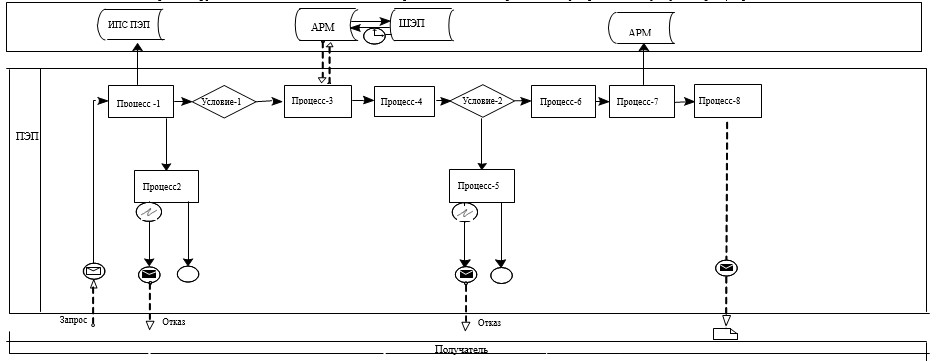 ИПС ПЭП
АРМ
ШЭП
АРМ
ПЭП
Процесс -1
Условие-1
Процесс-3
Процесс-4
Условие-2
Процесс-6
Процесс-7
Процесс-8
Процесс2
Процесс-5
Запрос
Отказ
Отказ
Получатель